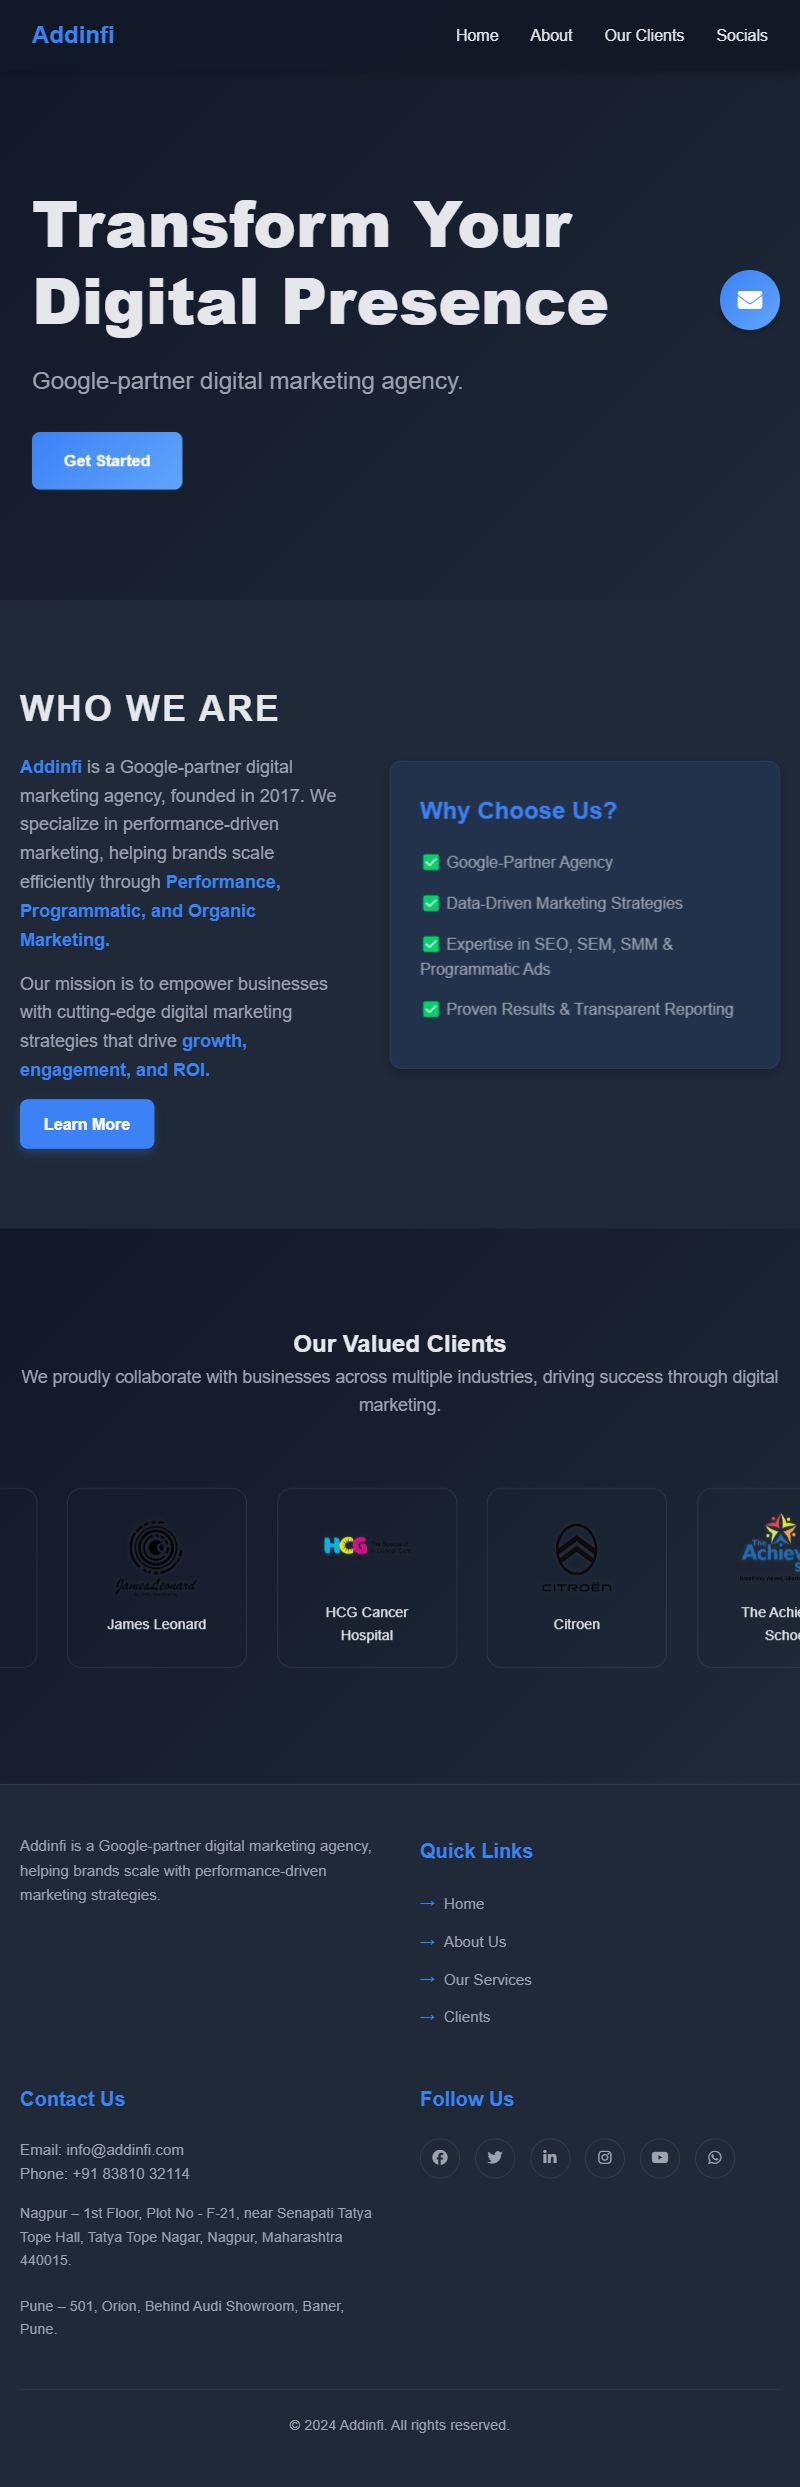 Addinfi
Home
About
Our Clients
Socials
Transform Your
Digital Presence
Google-partner digital marketing agency.
Get Started
WHO WE ARE
Addinfi is a Google-partner digital
marketing agency, founded in 2017. We
specialize in performance-driven
marketing, helping brands scale
efficiently through Performance,
Programmatic, and Organic
Marketing.
Our mission is to empower businesses
with cutting-edge digital marketing
strategies that drive growth,
engagement, and ROI.
Learn More
Why Choose Us?
✅ Google-Partner Agency
✅ Data-Driven Marketing Strategies
✅ Expertise in SEO, SEM, SMM &
Programmatic Ads
✅ Proven Results & Transparent Reporting
Our Valued Clients
We proudly collaborate with businesses across multiple industries, driving success through digital
marketing.
JamesLeonard
James Leonard
HCG
HCG Cancer
Hospital
CITROËN
Citroen
The
Achiev
S
The Achie
Schoo
Addinfi is a Google-partner digital marketing agency,
helping brands scale with performance-driven
marketing strategies.
Quick Links
→ Home
→ About Us
→ Our Services
→ Clients
Contact Us
Email: info@addinfi.com
Phone: +91 83810 32114
Nagpur – 1st Floor, Plot No - F-21, near Senapati Tatya
Tope Hall, Tatya Tope Nagar, Nagpur, Maharashtra
440015.
Pune – 501, Orion, Behind Audi Showroom, Baner,
Pune.
Follow Us
© 2024 Addinfi. All rights reserved.